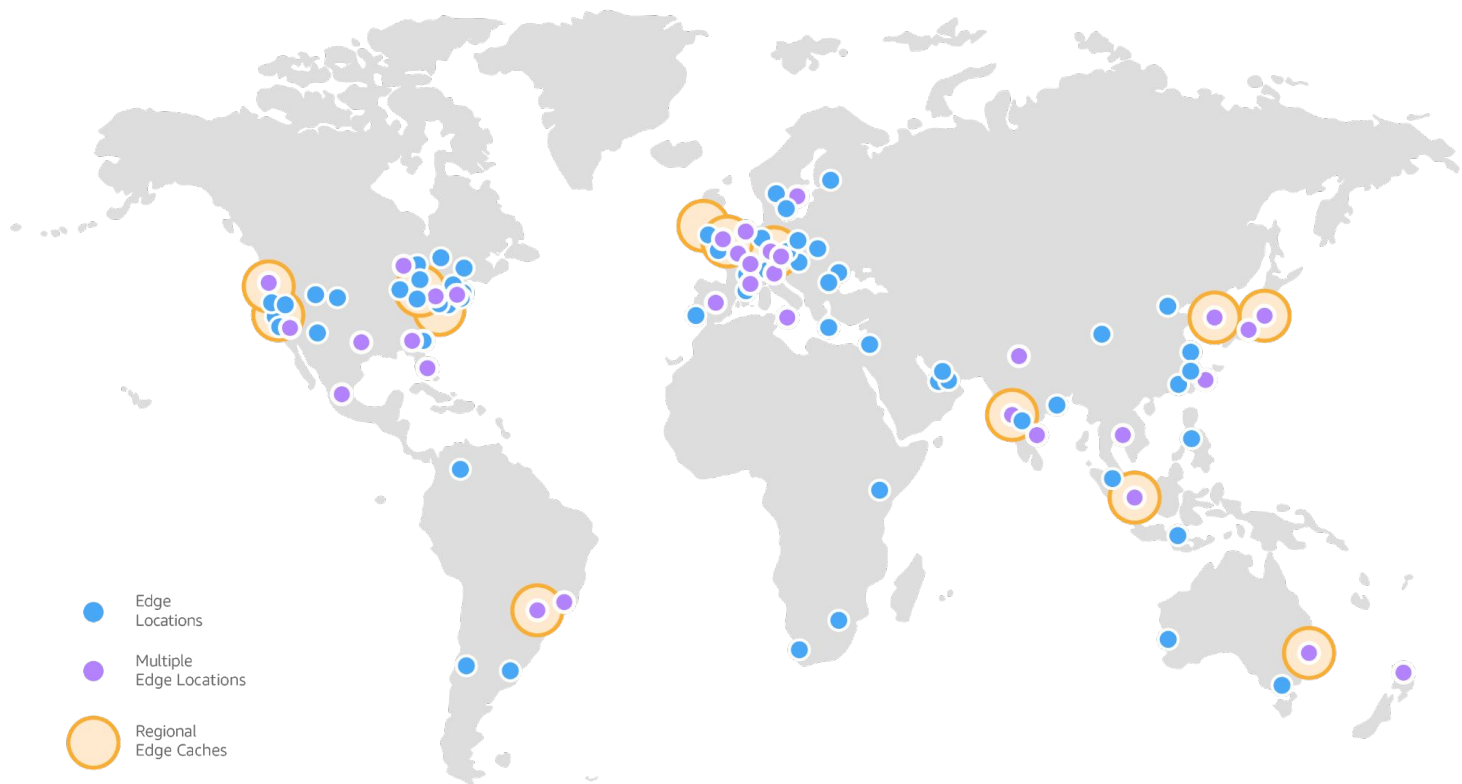 Edge
Locations
Multiple
Edge Locations
Regional
Edge Caches